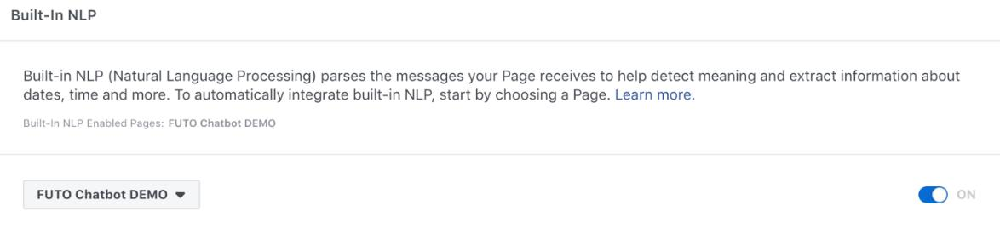 Built-In NLP
Built-in NLP (Natural Language Processing) parses the messages your Page receives to help detect meaning and extract information about
dates, time and more. To automatically integrate built-in NLP, start by choosing a Page. Learn more.
Built-In NLP Enabled Pages: FUTO Chatbot DEMO
FUTO Chatbot DEMO
ON